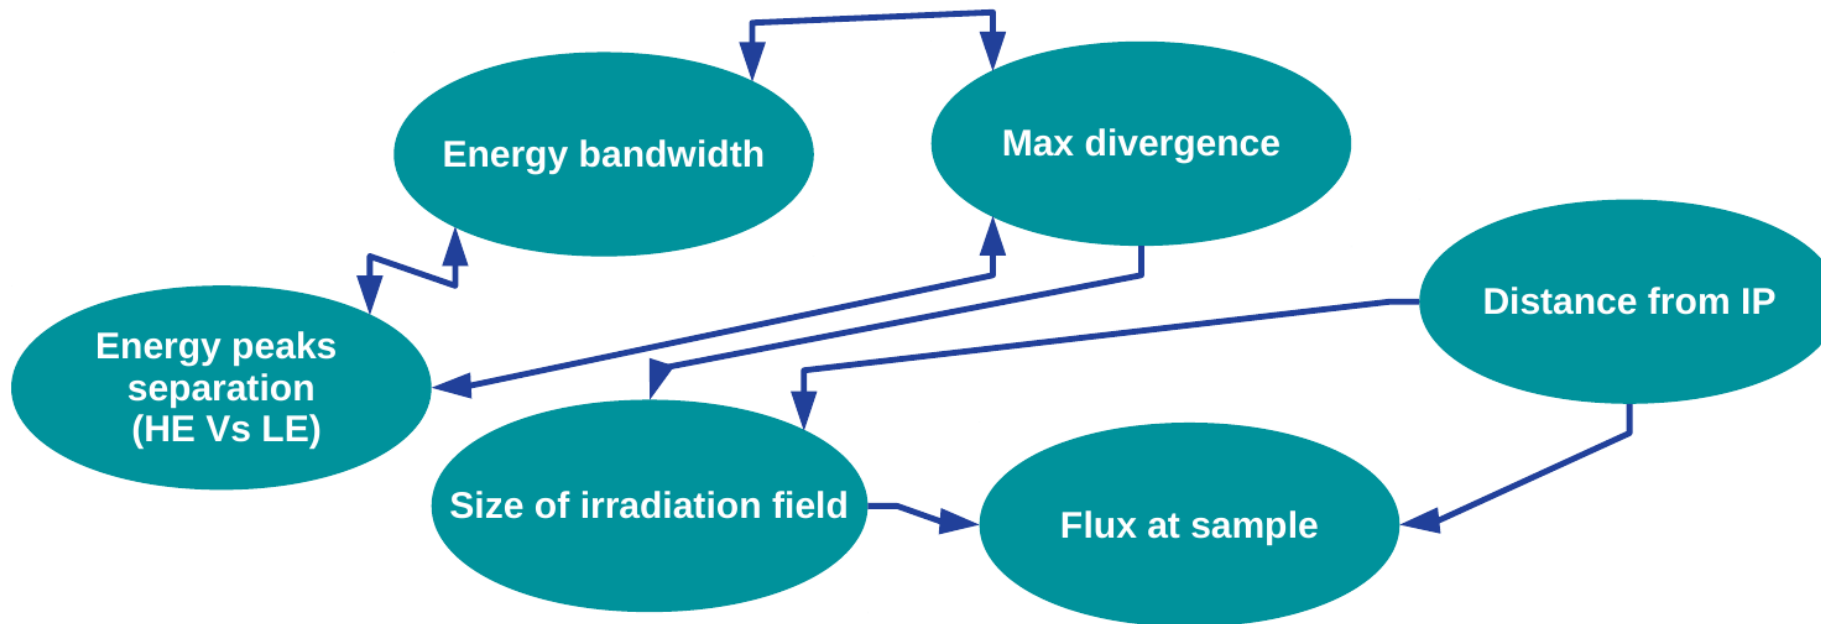 Energy bandwidth
Max divergence
Distance from IP
Energy peaks
separation
(HE Vs LE)
Size of irradiation field
Flux at sample